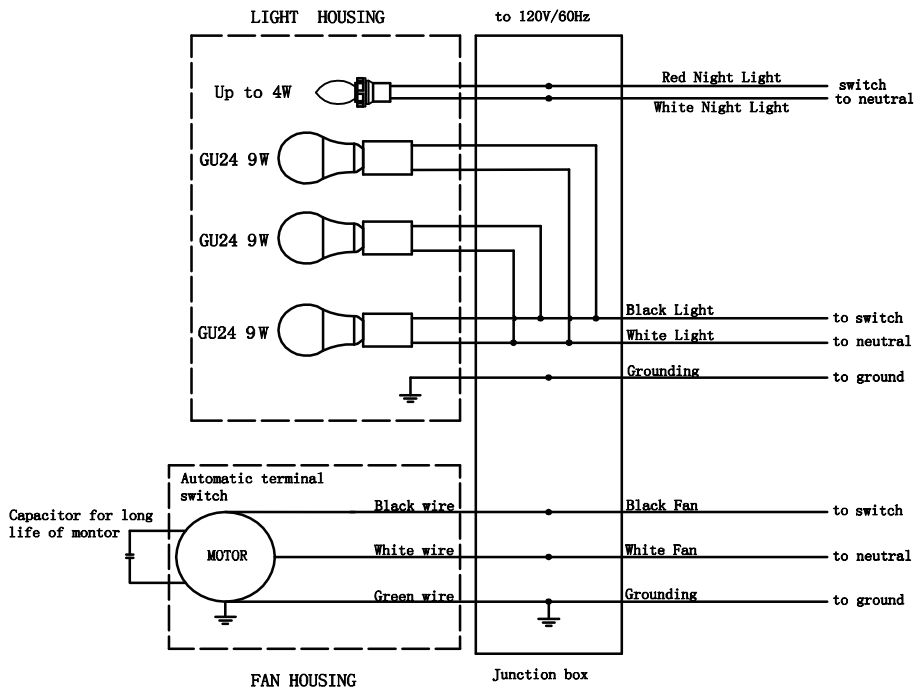 LIGHT HOUSING
to 120V/60Hz
Up to 4W
Red Night Light
switch
White Night Light
to neutral
GU24 9W
GU24 9W
GU24 9W
Black Light
to switch
White Light
to neutral
Grounding
to ground
Automatic terminal
switch
Capacitor for long
life of montor
MOTOR
Black wire
Black Fan
to switch
White wire
White Fan
to neutral
Green wire
Grounding
to ground
FAN HOUSING
Junction box